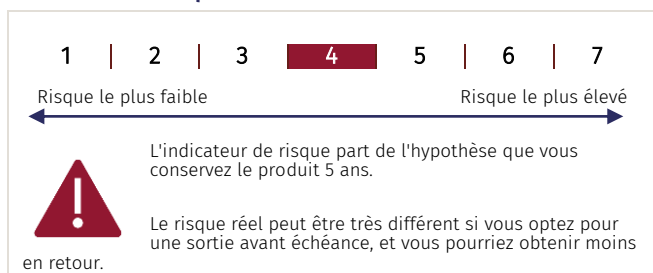 1 | 2 | 3 | 4 | 5 | 6 | 7
Risque le plus faible Risque le plus élevé
L'indicateur de risque part de l'hypothèse que vous
conservez le produit 5 ans.
Le risque réel peut être très différent si vous optez pour
une sortie avant échéance, et vous pourriez obtenir moins
en retour.